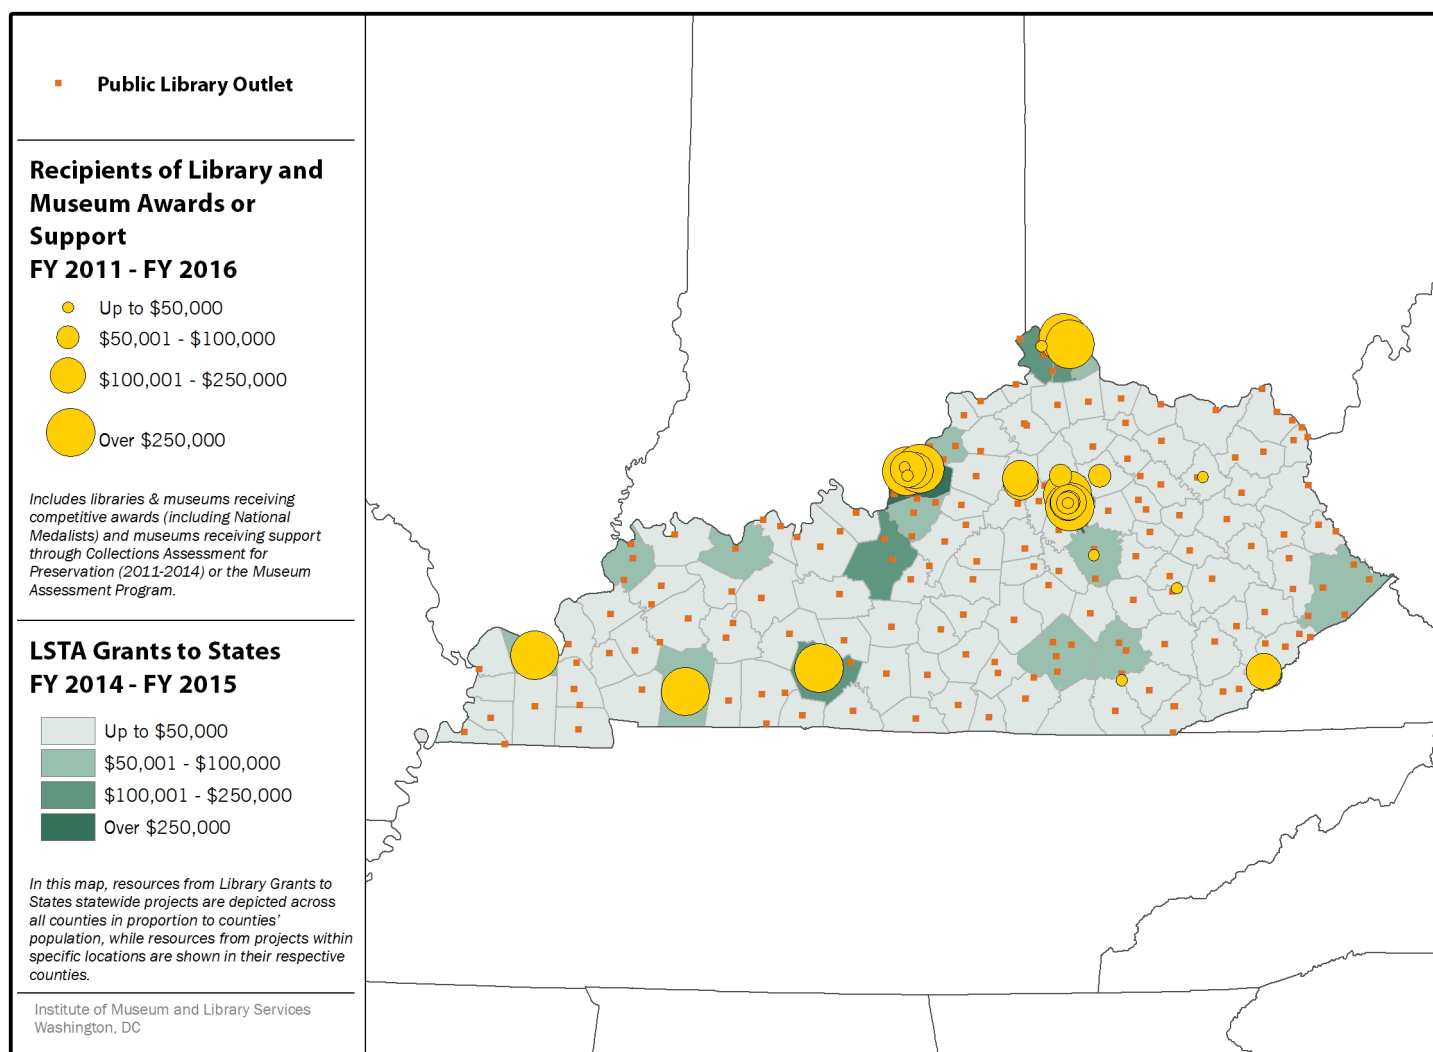 Public Library Outlet
Recipients of Library and
Museum Awards or
Support
FY 2011 - FY 2016
Up to $50,000
$50,001 - $100,000
$100,001 - $250,000
Over $250,000
Includes libraries & museums receiving
competitive awards (including National
Medalists) and museums receiving support
through Collections Assessment for
Preservation (2011-2014) or the Museum
Assessment Program.
LSTA Grants to States
FY 2014 - FY 2015
Up to $50,000
$50,001 - $100,000
$100,001 - $250,000
Over $250,000
In this map, resources from Library Grants to
States statewide projects are depicted across
all counties in proportion to counties'
population, while resources from projects within
specific locations are shown in their respective
counties.
Institute of Museum and Library Services
Washington, DC